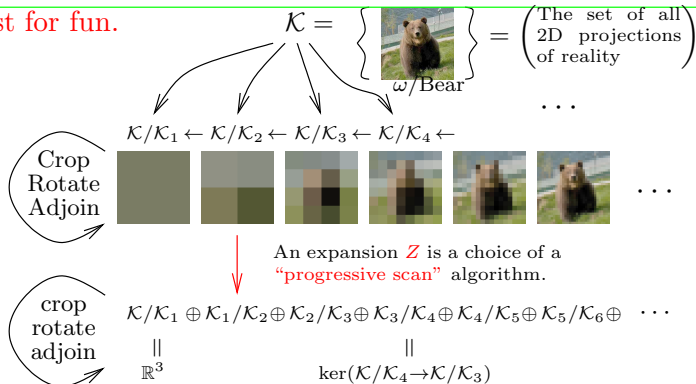 st for fun.
𝒦 = { } = ( The set of all
2D projections
of reality )
ω/Bear
...
𝒦/𝒦₁ ← 𝒦/𝒦₂ ← 𝒦/𝒦₃ ← 𝒦/𝒦₄ ←
Crop
Rotate
Adjoin
...
An expansion Z is a choice of a
“progressive scan” algorithm.
crop
rotate
adjoin
𝒦/𝒦₁ ⊕ 𝒦₁/𝒦₂ ⊕ 𝒦₂/𝒦₃ ⊕ 𝒦₃/𝒦₄ ⊕ 𝒦₄/𝒦₅ ⊕ 𝒦₅/𝒦₆ ⊕ ...
|| ||
ℝ³ ker(𝒦/𝒦₄→𝒦/𝒦₃)